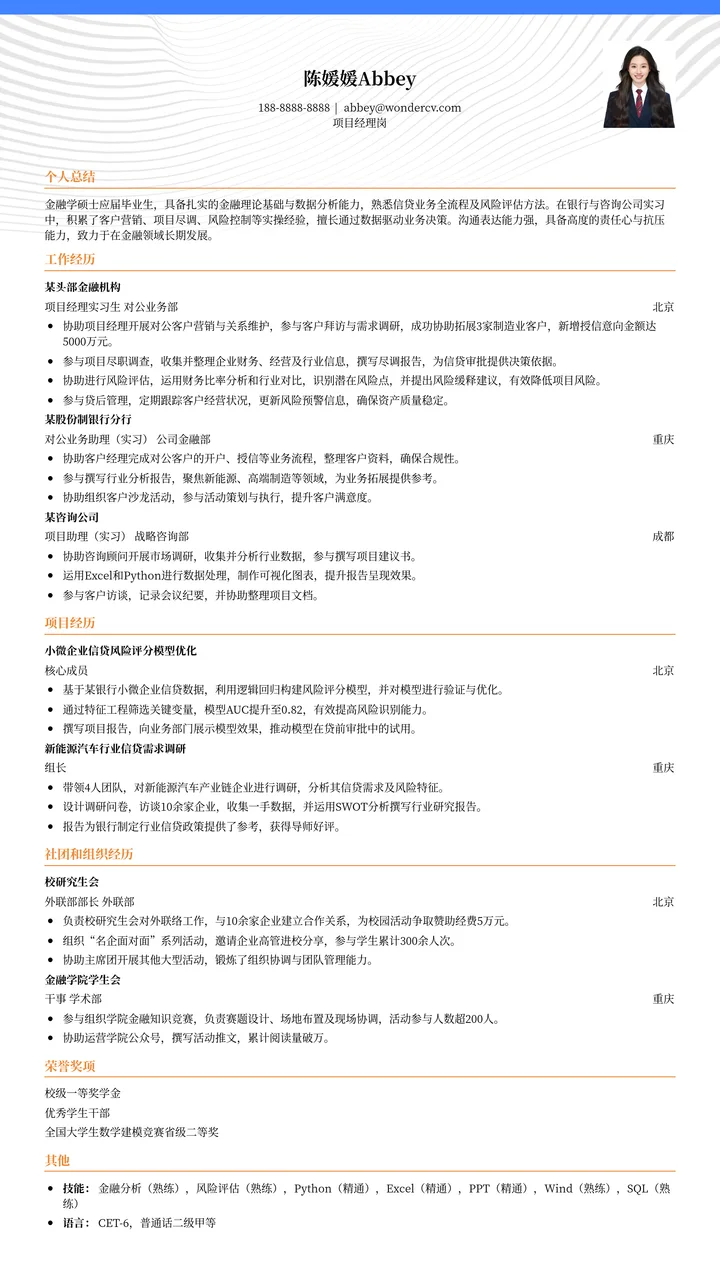 陈媛媛Abbey
188-8888-8888 | abbey@wondercv.com
项目经理岗
个人总结
金融学硕士应届毕业生，具备扎实的金融理论基础与数据分析能力，熟悉信贷业务全流程及风险评估方法。在银行与咨询公司实习
中，积累了客户营销、项目尽调、风险控制等实操经验，擅长通过数据驱动业务决策。沟通表达能力强，具备高度的责任心与抗压
能力，致力于在金融领域长期发展。
工作经历
某头部金融机构
项目经理实习生 对公业务部 北京
• 协助项目经理开展对公客户营销与关系维护，参与客户拜访与需求调研，成功协助拓展3家制造业客户，新增授信意向金额达
5000万元。
• 参与项目尽职调查，收集并整理企业财务、经营及行业信息，撰写尽调报告，为信贷审批提供决策依据。
• 协助进行风险评估，运用财务比率分析和行业对比，识别潜在风险点，并提出风险缓释建议，有效降低项目风险。
• 参与贷后管理，定期跟踪客户经营状况，更新风险预警信息，确保资产质量稳定。
某股份制银行分行
对公业务助理（实习） 公司金融部 重庆
• 协助客户经理完成对公客户的开户、授信等业务流程，整理客户资料，确保合规性。
• 参与撰写行业分析报告，聚焦新能源、高端制造等领域，为业务拓展提供参考。
• 协助组织客户沙龙活动，参与活动策划与执行，提升客户满意度。
某咨询公司
项目助理（实习） 战略咨询部 成都
• 协助咨询顾问开展市场调研，收集并分析行业数据，参与撰写项目建议书。
• 运用Excel和Python进行数据处理，制作可视化图表，提升报告呈现效果。
• 参与客户访谈，记录会议纪要，并协助整理项目文档。
项目经历
小微企业信贷风险评分模型优化
核心成员 北京
• 基于某银行小微企业信贷数据，利用逻辑回归构建风险评分模型，并对模型进行验证与优化。
• 通过特征工程筛选关键变量，模型AUC提升至0.82，有效提高风险识别能力。
• 撰写项目报告，向业务部门展示模型效果，推动模型在贷前审批中的试用。
新能源汽车行业信贷需求调研
组长 重庆
• 带领4人团队，对新能源汽车产业链企业进行调研，分析其信贷需求及风险特征。
• 设计调研问卷，访谈10余家企业，收集一手数据，并运用SWOT分析撰写行业研究报告。
• 报告为银行制定行业信贷政策提供了参考，获得导师好评。
社团和组织经历
校研究生会
外联部部长 外联部 北京
• 负责校研究生会对外联络工作，与10余家企业建立合作关系，为校园活动争取赞助经费5万元。
• 组织“名企面对面”系列活动，邀请企业高管进校分享，参与学生累计300余人次。
• 协助主席团开展其他大型活动，锻炼了组织协调与团队管理能力。
金融学院学生会
干事 学术部 重庆
• 参与组织学院金融知识竞赛，负责赛题设计、场地布置及现场协调，活动参与人数超200人。
• 协助运营学院公众号，撰写活动推文，累计阅读量破万。
荣誉奖项
校级一等奖学金
优秀学生干部
全国大学生数学建模竞赛省级二等奖
其他
• 技能： 金融分析（熟练），风险评估（熟练），Python（精通），Excel（精通），PPT（精通），Wind（熟练），SQL（熟
练）
• 语言： CET-6，普通话二级甲等